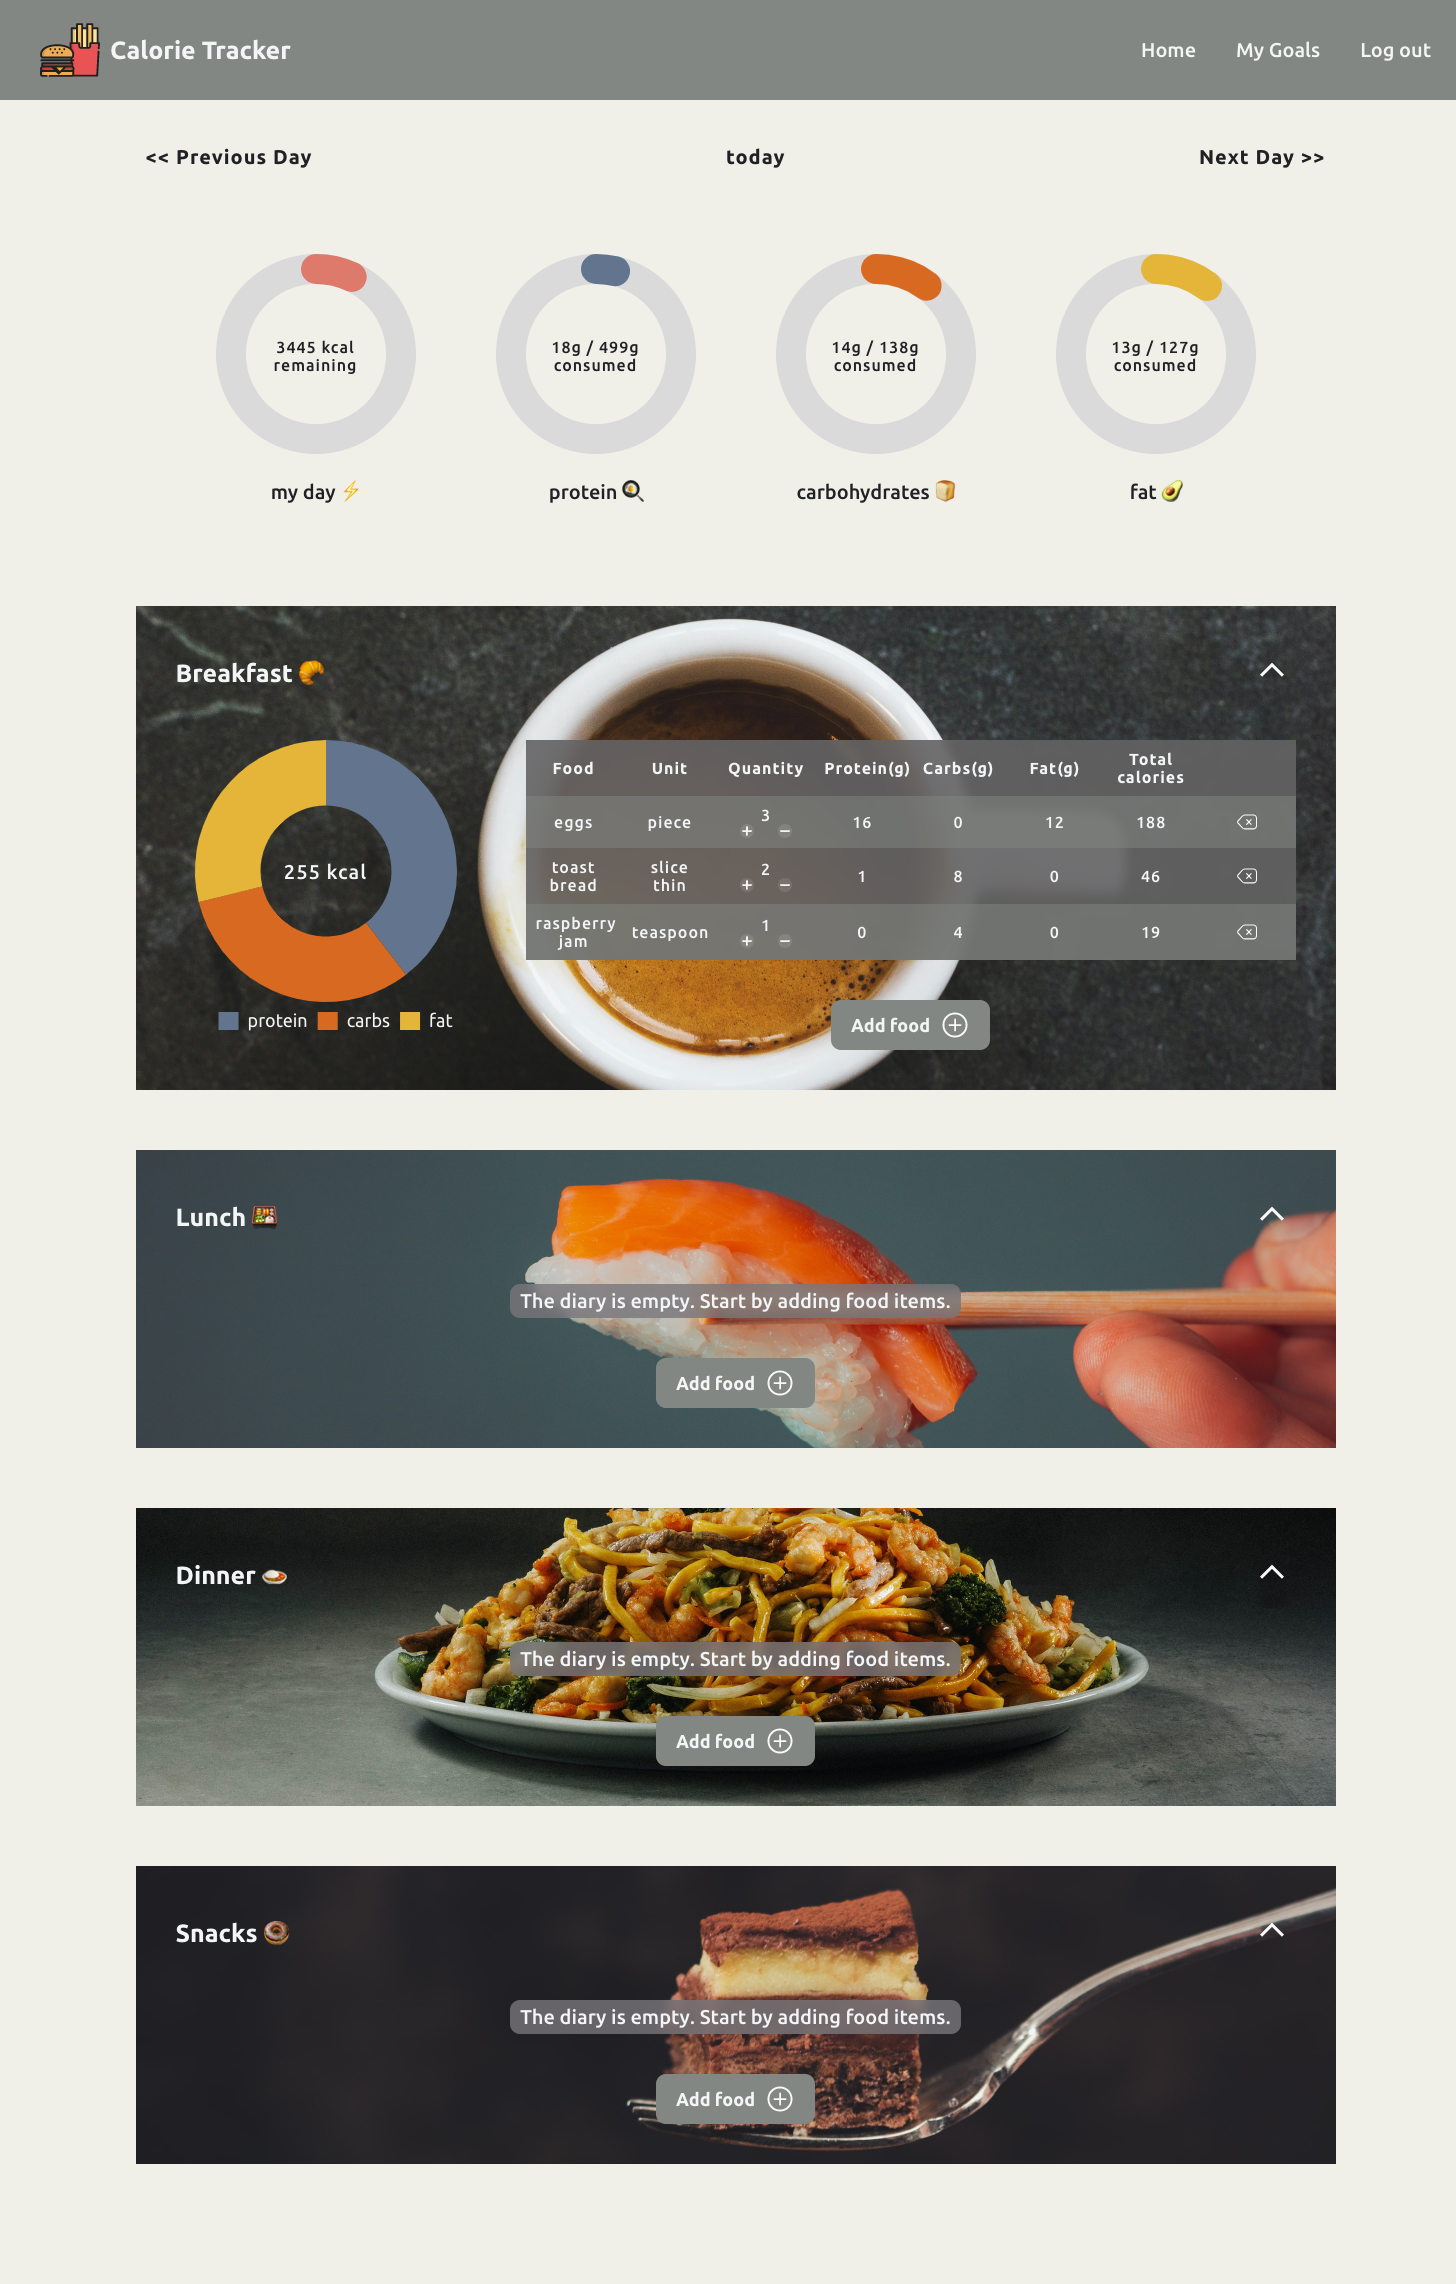 Calorie Tracker
Home My Goals Log out
<< Previous Day today Next Day >>
3445 kcal
remaining
18g / 499g
consumed
14g / 138g
consumed
13g / 127g
consumed
my day protein carbohydrates fat
Breakfast
255 kcal
protein carbs fat
Food Unit Quantity Protein(g) Carbs(g) Fat(g) Total calories
eggs piece 3 + − 16 0 12 188
toast bread slice thin 2 + − 1 8 0 46
raspberry jam teaspoon 1 + − 0 4 0 19
Add food
Lunch
The diary is empty. Start by adding food items.
Add food
Dinner
The diary is empty. Start by adding food items.
Add food
Snacks
The diary is empty. Start by adding food items.
Add food